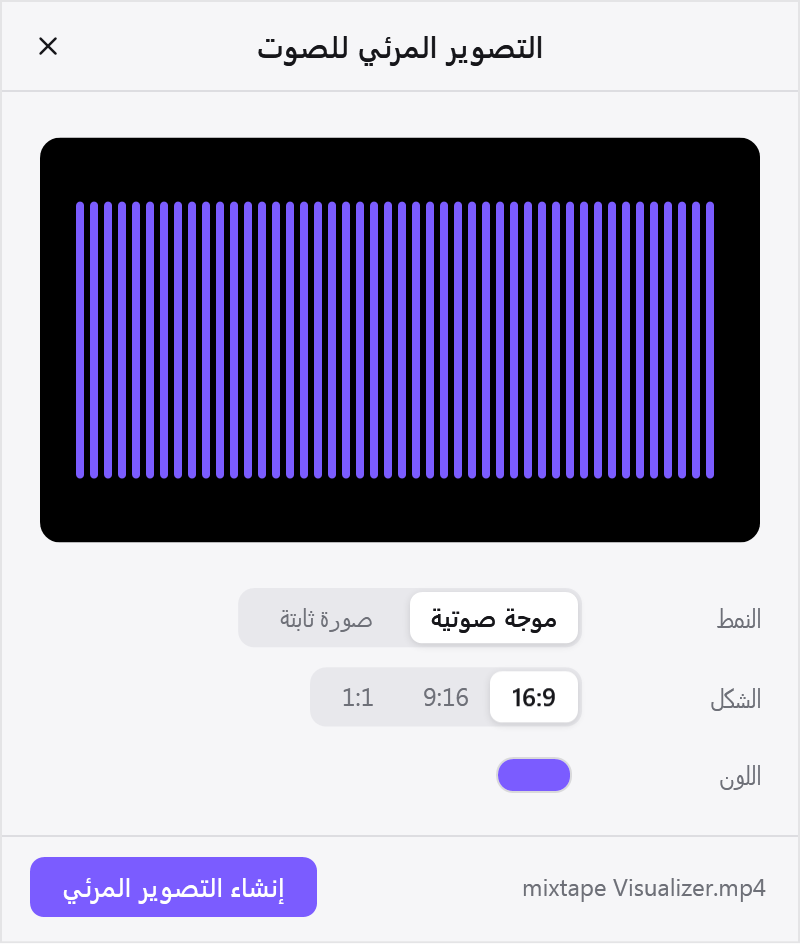 التصوير المرئي للصوت
النمط موجة صوتية صورة ثابتة
الشكل 16:9 9:16 1:1
اللون
mixtape Visualizer.mp4 إنشاء التصوير المرئي